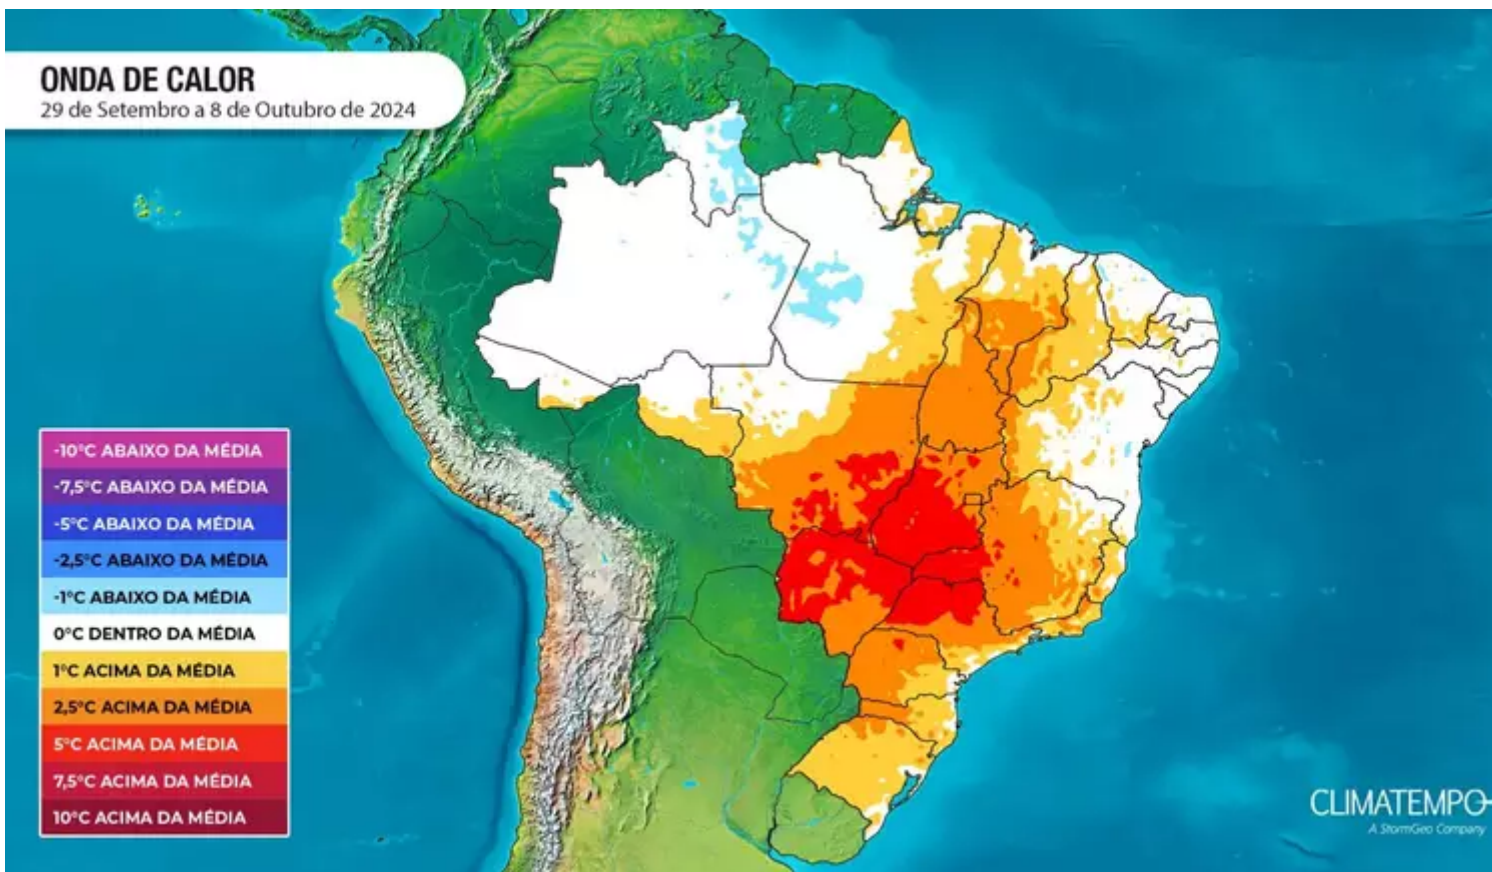 ONDA DE CALOR
29 de Setembro a 8 de Outubro de 2024
-10°C ABAIXO DA MÉDIA
-7,5°C ABAIXO DA MÉDIA
-5°C ABAIXO DA MÉDIA
-2,5°C ABAIXO DA MÉDIA
-1°C ABAIXO DA MÉDIA
0°C DENTRO DA MÉDIA
1°C ACIMA DA MÉDIA
2,5°C ACIMA DA MÉDIA
5°C ACIMA DA MÉDIA
7,5°C ACIMA DA MÉDIA
10°C ACIMA DA MÉDIA
CLIMATEMPO
A StormGeo Company